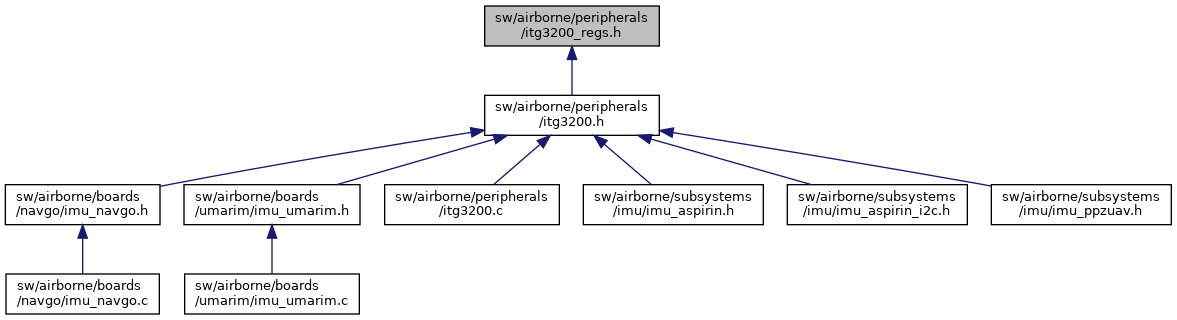 sw/airborne/peripherals
/itg3200_regs.h
sw/airborne/peripherals
/itg3200.h
sw/airborne/boards
/navgo/imu_navgo.h
sw/airborne/boards
/umarim/imu_umarim.h
sw/airborne/peripherals
/itg3200.c
sw/airborne/subsystems
/imu/imu_aspirin.h
sw/airborne/subsystems
/imu/imu_aspirin_i2c.h
sw/airborne/subsystems
/imu/imu_ppzuav.h
sw/airborne/boards
/navgo/imu_navgo.c
sw/airborne/boards
/umarim/imu_umarim.c